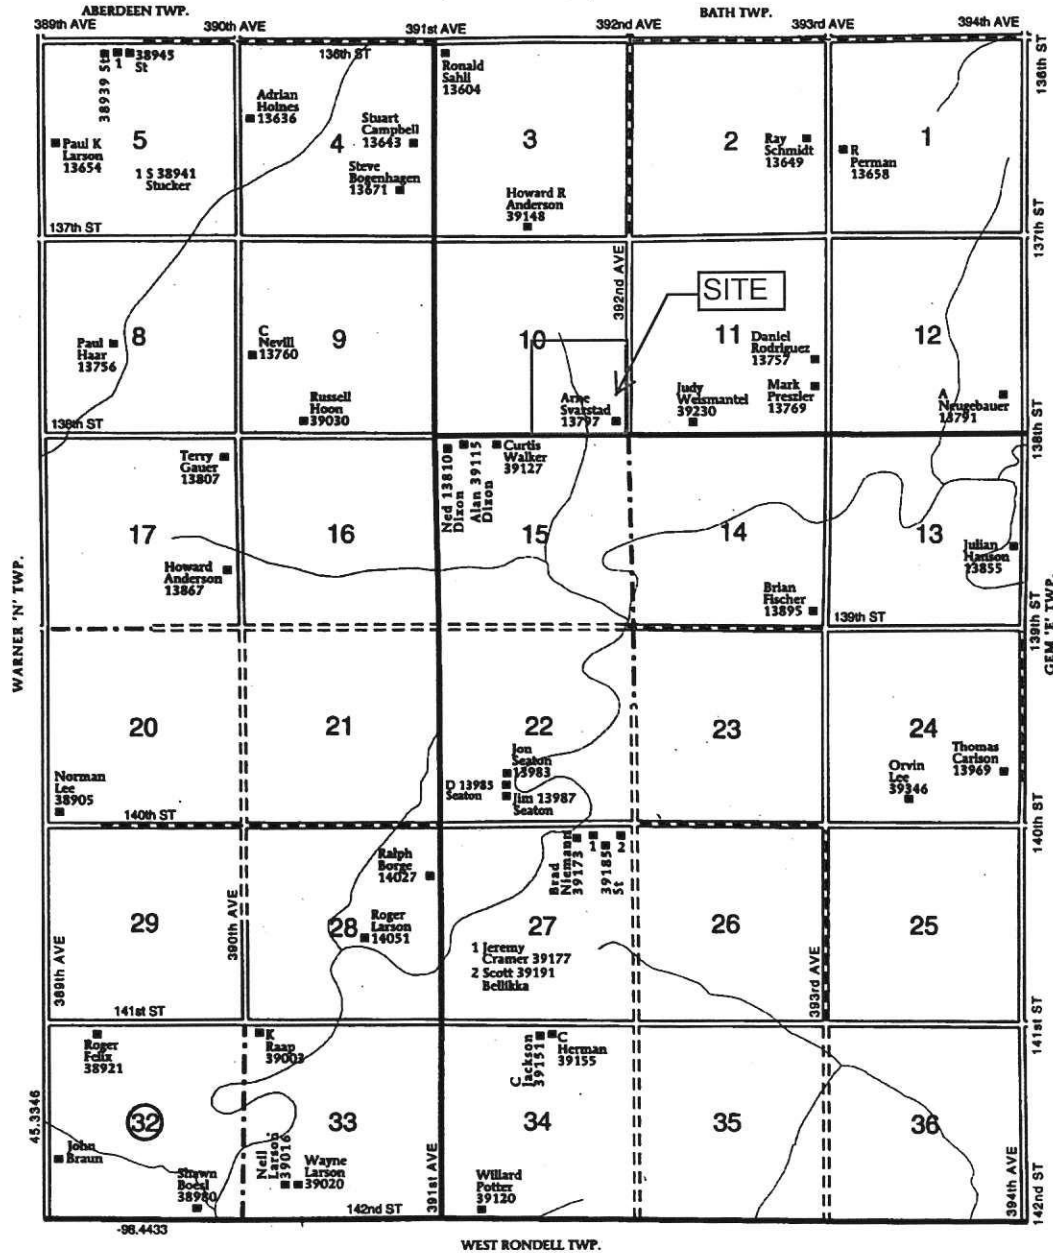 ABERDEEN TWP.
BATH TWP.
389th AVE
390th AVE
391st AVE
392nd AVE
393rd AVE
394th AVE
136th ST
136th ST
38939 St
1
38945
St
5
Paul K
Larson
13654
1 S 38941
Stucker
137th ST
Adrian
Hoines
13636
Stuart
Campbell
13643
4
Steve
Bogenhagen
13671
Ronald
Sahli
13604
3
Howard R
Anderson
39148
2
Ray
Schmidt
13649
R
Perman
13658
1
137th ST
8
Paul
Haar
13756
138th ST
C
Nevill
13760
9
Russell
Hoon
39030
392nd AVE
SITE
10
Arne
Svarstad
13797
11
Daniel
Rodriguez
13757
Judy
Weismantel
39230
Mark
Preszler
13769
12
A
Neugebauer
13791
138th ST
Terry
Gauer
13807
17
Howard
Anderson
13867
16
Ned 13810
Dixon
Alan 39115
Dixon
Curtis
Walker
39127
15
14
Brian
Fischer
13895
13
Julian
Hanson
13855
139th ST
139th ST
WARNER 'N' TWP.
GEM 'E' TWP.
20
Norman
Lee
38905
140th ST
21
22
Jon
Seaton
13983
D 13985
Seaton
Jim 13987
Seaton
23
24
Orvin
Lee
39346
Thomas
Carlson
13969
140th ST
29
389th AVE
390th AVE
141st ST
Ralph
Borge
14027
28
Roger
Larson
14051
Brad
Niemann
39173
1
39185
St
2
27
1 Jeremy
Cramer 39177
2 Scott 39191
Bellikka
26
393rd AVE
25
141st ST
Roger
Felix
38921
32
John
Braun
Shawn
Boesl
38980
K
Raap
39003
33
Neil
Larson
39016
Wayne
Larson
39020
142nd ST
391st AVE
C
Jackson
39151
C
Herman
39155
34
Willard
Potter
39120
35
36
394th AVE
142nd ST
45.3346
-98.4433
WEST RONDELL TWP.